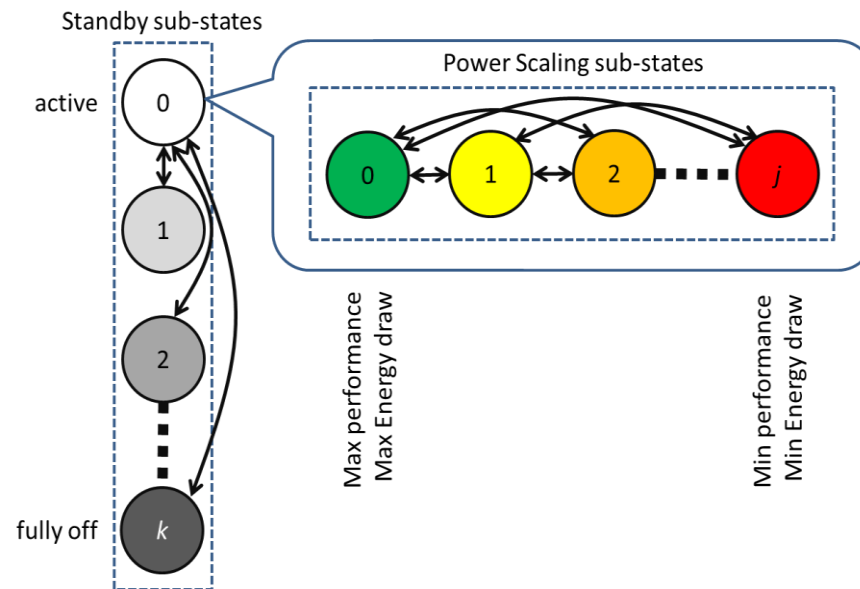 Standby sub-states
active
0
1
2
k
fully off
Power Scaling sub-states
0
1
2
j
Max performance
Max Energy draw
Min performance
Min Energy draw